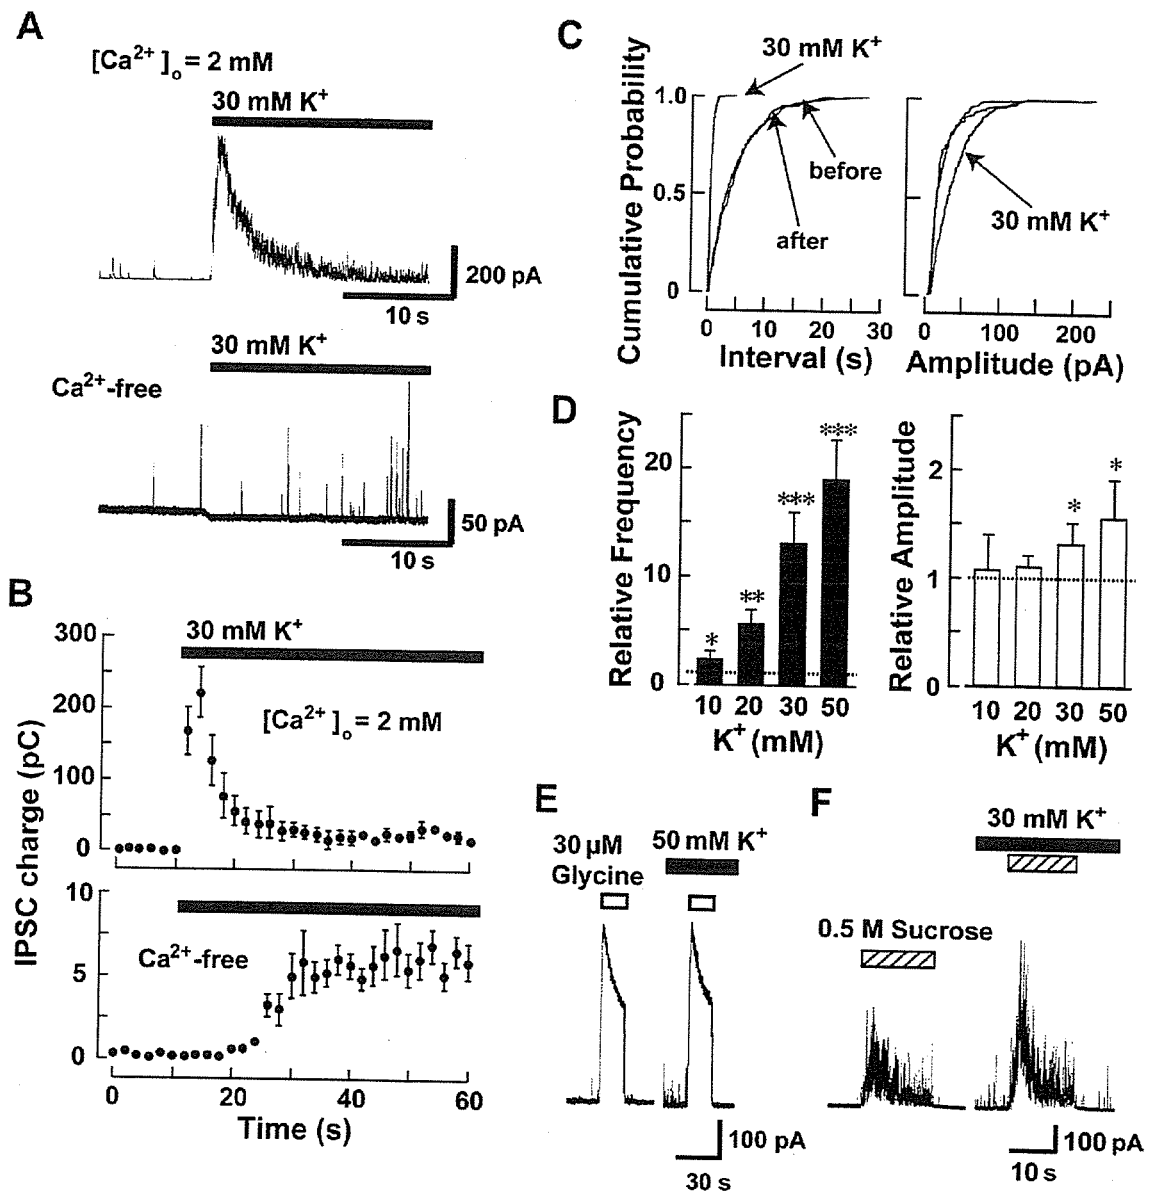 A
[Ca²⁺]ₒ = 2 mM
30 mM K⁺
200 pA
10 s
30 mM K⁺
Ca²⁺-free
50 pA
10 s
B
IPSC charge (pC)
300
200
100
0
30 mM K⁺
[Ca²⁺]ₒ = 2 mM
10
5
0
Ca²⁺-free
0 20 40 60
Time (s)
C
Cumulative Probability
30 mM K⁺
1.0
0.5
0
before
after
0 10 20 30
Interval (s)
30 mM K⁺
0 100 200
Amplitude (pA)
D
Relative Frequency
20
10
0
*
**
***
***
10 20 30 50
K⁺ (mM)
Relative Amplitude
2
1
0
*
*
10 20 30 50
K⁺ (mM)
E
30 µM
Glycine
50 mM K⁺
100 pA
30 s
F
30 mM K⁺
0.5 M Sucrose
100 pA
10 s